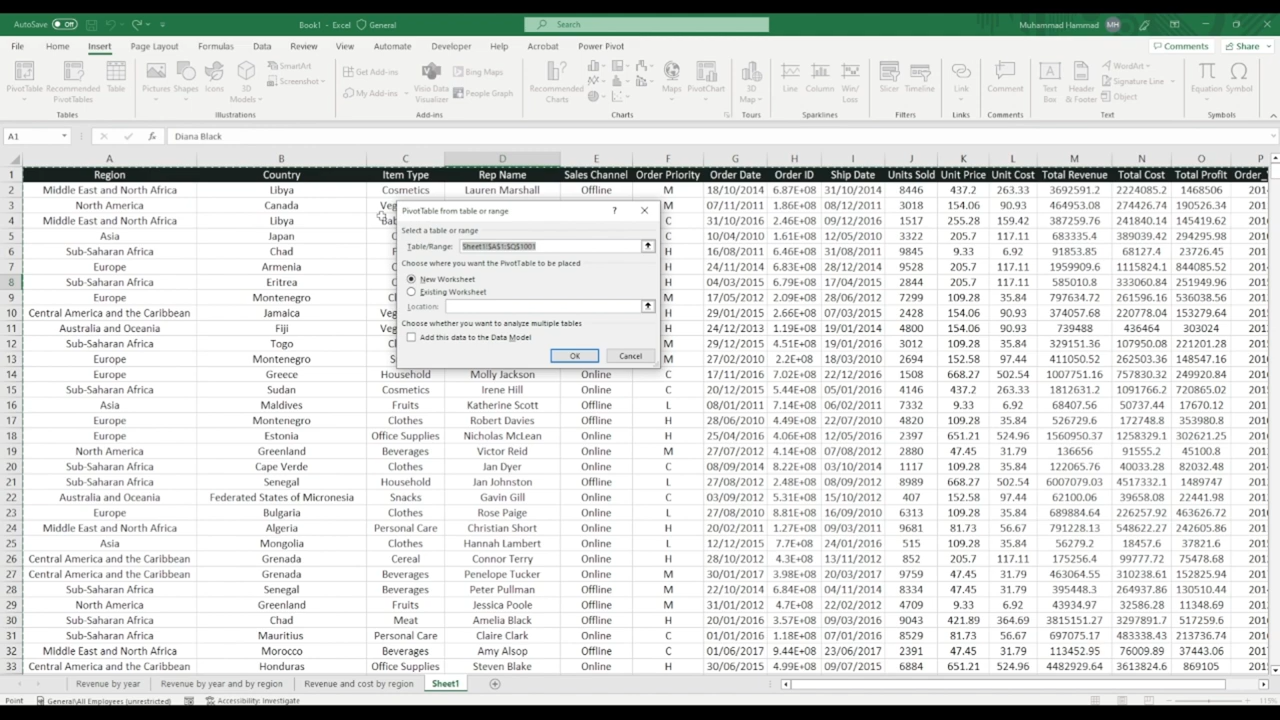 AutoSave Off Book1 - Excel General Search Muhammad Hammad MH
File Home Insert Page Layout Formulas Data Review View Automate Developer Help Acrobat Power Pivot Comments Share
PivotTable Recommended PivotTables Table Pictures Shapes Icons 3D Models SmartArt Screenshot Get Add-ins My Add-ins Visio Data Visualizer Bing Maps People Graph Recommended Charts Maps PivotChart 3D Map Line Column Win/Loss Slicer Timeline Link Comment Text Box Header & Footer WordArt Signature Line Object Equation Symbol
Tables Illustrations Add-ins Charts Tours Sparklines Filters Links Comments Text Symbols
A1 fx Diana Black
A B C D E F G H I J K L M N O P
1 Region Country Item Type Rep Name Sales Channel Order Priority Order Date Order ID Ship Date Units Sold Unit Price Unit Cost Total Revenue Total Cost Total Profit Order_
2 Middle East and North Africa Libya Cosmetics Lauren Marshall Offline M 18/10/2014 6.87E+08 31/10/2014 8446 437.2 263.33 3692591.2 2224085.2 1468506 201
3 North America Canada M 07/11/2011 1.86E+08 08/12/2011 3018 154.06 90.93 464953.08 274426.74 190526.34 201
4 Middle East and North Africa Libya C 31/10/2016 2.46E+08 09/12/2016 1517 255.28 159.42 387259.76 241840.14 145419.62 201
5 Asia Japan C 10/04/2010 1.61E+08 12/05/2010 3322 205.7 117.11 683335.4 389039.42 294295.98 201
6 Sub-Saharan Africa Chad H 16/08/2011 6.46E+08 31/08/2011 9845 9.33 6.92 91853.85 68127.4 23726.45 201
7 Europe Armenia H 24/11/2014 6.83E+08 28/12/2014 9528 205.7 117.11 1959909.6 1115824.1 844085.52 201
8 Sub-Saharan Africa Eritrea H 04/03/2015 6.79E+08 17/04/2015 2844 205.7 117.11 585010.8 333060.84 251949.96 201
9 Europe Montenegro M 17/05/2012 2.09E+08 28/06/2012 7299 109.28 35.84 797634.72 261596.16 536038.56 201
10 Central America and the Caribbean Jamaica H 29/01/2015 2.66E+08 07/03/2015 2428 154.06 90.93 374057.68 220778.04 153279.64 201
11 Australia and Oceania Fiji H 24/12/2013 1.19E+08 19/01/2014 4800 154.06 90.93 739488 436464 303024 201
12 Sub-Saharan Africa Togo M 29/12/2015 4.51E+08 19/01/2016 3012 109.28 35.84 329151.36 107950.08 221201.28 201
13 Europe Montenegro M 27/02/2010 2.2E+08 18/03/2010 2694 152.58 97.44 411050.52 262503.36 148547.16 201
14 Europe Greece Household Molly Jackson Online C 17/11/2016 7.02E+08 22/12/2016 1508 668.27 502.54 1007751.16 757830.32 249920.84 201
15 Sub-Saharan Africa Sudan Cosmetics Irene Hill Online C 20/12/2015 5.44E+08 05/01/2016 4146 437.2 263.33 1812631.2 1091766.2 720865.02 201
16 Asia Maldives Fruits Katherine Scott Offline L 08/01/2011 7.14E+08 06/02/2011 7332 9.33 6.92 68407.56 50737.44 17670.12 201
17 Europe Montenegro Clothes Robert Davies Offline H 28/06/2010 4.49E+08 22/07/2010 4820 109.28 35.84 526729.6 172748.8 353980.8 201
18 Europe Estonia Office Supplies Nicholas McLean Online H 25/04/2016 4.06E+08 12/05/2016 2397 651.21 524.96 1560950.37 1258329.1 302621.25 201
19 North America Greenland Beverages Victor Reid Online M 27/07/2012 4.14E+08 07/08/2012 2880 47.45 31.79 136656 91555.2 45100.8 201
20 Sub-Saharan Africa Cape Verde Clothes Jan Dyer Online C 08/09/2014 8.22E+08 03/10/2014 1117 109.28 35.84 122065.76 40033.28 82032.48 201
21 Sub-Saharan Africa Senegal Household Jan Johnston Offline L 27/08/2012 2.48E+08 08/09/2012 8989 668.27 502.54 6007079.03 4517332.1 1489747 201
22 Australia and Oceania Federated States of Micronesia Snacks Gavin Gill Online C 03/09/2012 5.31E+08 15/10/2012 407 152.58 97.44 62100.06 39658.08 22441.98 201
23 Europe Bulgaria Clothes Rose Paige Online L 27/08/2010 8.81E+08 16/09/2010 6313 109.28 35.84 689884.64 226257.92 463626.72 201
24 Middle East and North Africa Algeria Personal Care Christian Short Online H 20/02/2011 1.27E+08 09/03/2011 9681 81.73 56.67 791228.13 548622.27 242605.86 201
25 Asia Mongolia Clothes Hannah Lambert Online L 12/12/2015 7.7E+08 24/01/2016 515 109.28 35.84 56279.2 18457.6 37821.6 201
26 Central America and the Caribbean Grenada Cereal Connor Terry Online H 28/10/2012 4.3E+08 13/11/2012 852 205.7 117.11 175256.4 99777.72 75478.68 201
27 Central America and the Caribbean Grenada Beverages Penelope Tucker Online M 30/01/2017 3.98E+08 20/03/2017 9759 47.45 31.79 463064.55 310238.61 152825.94 201
28 Sub-Saharan Africa Senegal Beverages Peter Pullman Offline M 22/10/2014 6.84E+08 04/11/2014 8334 47.45 31.79 395448.3 264937.86 130510.44 201
29 North America Greenland Fruits Jessica Poole Offline M 31/01/2012 4.7E+08 22/02/2012 4709 9.33 6.92 43934.97 32586.28 11348.69 201
30 Sub-Saharan Africa Chad Meat Amelia Black Offline H 20/01/2016 3.57E+08 09/03/2016 9043 421.89 364.69 3815151.27 3297891.7 517259.6 201
31 Sub-Saharan Africa Mauritius Personal Care Claire Clark Online C 01/01/2016 1.18E+08 07/01/2016 8529 81.73 56.67 697075.17 483338.43 213736.74 201
32 Middle East and North Africa Morocco Beverages Amy Alsop Offline C 01/06/2017 9.44E+08 23/06/2017 2391 47.45 31.79 113452.95 76009.89 37443.06 201
33 Central America and the Caribbean Honduras Office Supplies Steven Blake Online H 30/06/2015 4.99E+08 09/07/2015 6884 651.21 524.96 4482929.64 3613824.6 869105 201
PivotTable from table or range ?
Select a table or range
Table/Range: Sheet1!$A$1:$Q$1001
Choose where you want the PivotTable to be placed
New Worksheet
Existing Worksheet
Location:
Choose whether you want to analyze multiple tables
Add this data to the Data Model
OK Cancel
Revenue by year Revenue by year and by region Revenue and cost by region Sheet1
Point General\All Employees (unrestricted) Accessibility: Investigate 115%